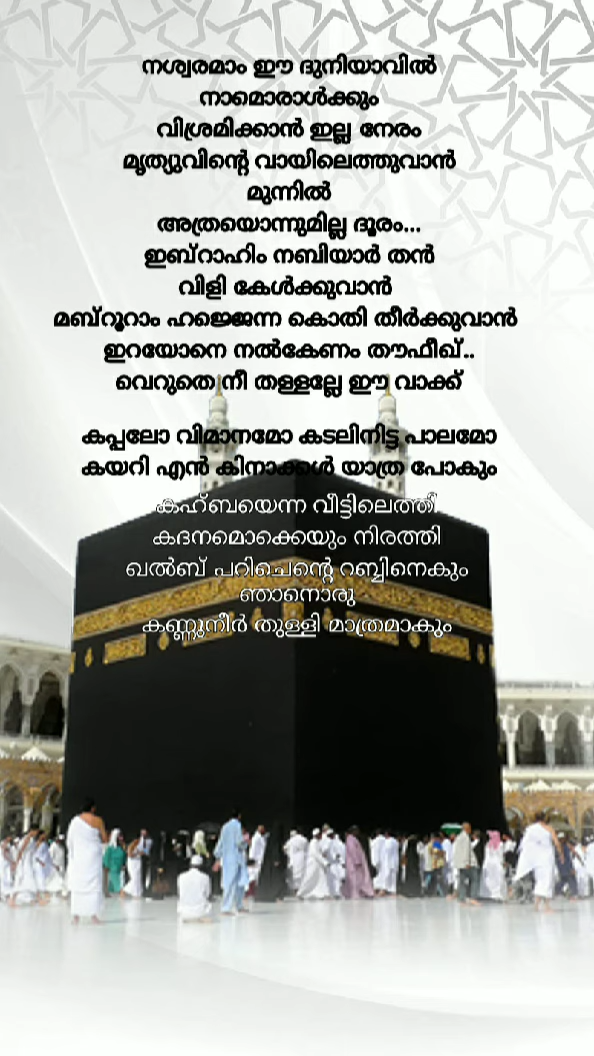 നശ്വരമാം ഈ ദുനിയാവിൽ
നാമൊരാൾക്കും
വിശ്രമിക്കാൻ ഇല്ല നേരം
മൃത്യുവിന്റെ വായിലെത്തുവാൻ
മുന്നിൽ
അത്രയൊന്നുമില്ല ദൂരം...
ഇബ്റാഹിം നബിയാർ തൻ
വിളി കേൾക്കുവാൻ
മബ്റൂറാം ഹജ്ജെന്ന കൊതി തീർക്കുവാൻ
ഇറയോനെ നൽകേണം തൗഫീഖ്..
വെറുതെ നീ തള്ളല്ലേ ഈ വാക്ക്
കപ്പലോ വിമാനമോ കടലിനിട്ട പാലമോ
കയറി എൻ കിനാക്കൾ യാത്ര പോകും
കഹ്ബയെന്ന വീട്ടിലെത്തീ
കദനമൊക്കെയും നിരത്തി
ഖൽബ് പറിചെന്റെ റബ്ബിനെകും
ഞാനൊരു
കണ്ണുനീർ തുള്ളി മാത്രമാകും